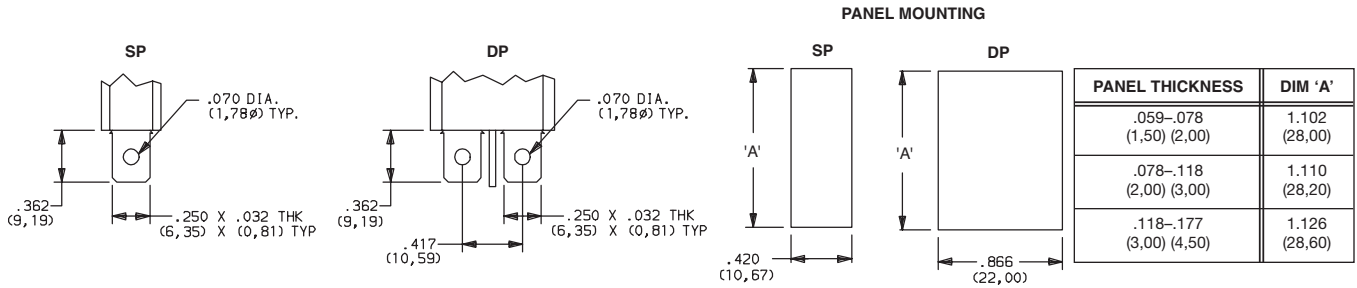 PANEL MOUNTING
SP
.070 DIA.
(1,78ø) TYP.
.362
(9,19)
.250 X .032 THK
(6,35) X (0,81) TYP
DP
.070 DIA.
(1,78ø) TYP.
.362
(9,19)
.250 X .032 THK
(6,35) X (0,81) TYP
.417
(10,59)
SP
'A'
.420
(10,67)
DP
'A'
.866
(22,00)
PANEL THICKNESS DIM ‘A’
.059–.078 1.102
(1,50) (2,00) (28,00)
.078–.118 1.110
(2,00) (3,00) (28,20)
.118–.177 1.126
(3,00) (4,50) (28,60)